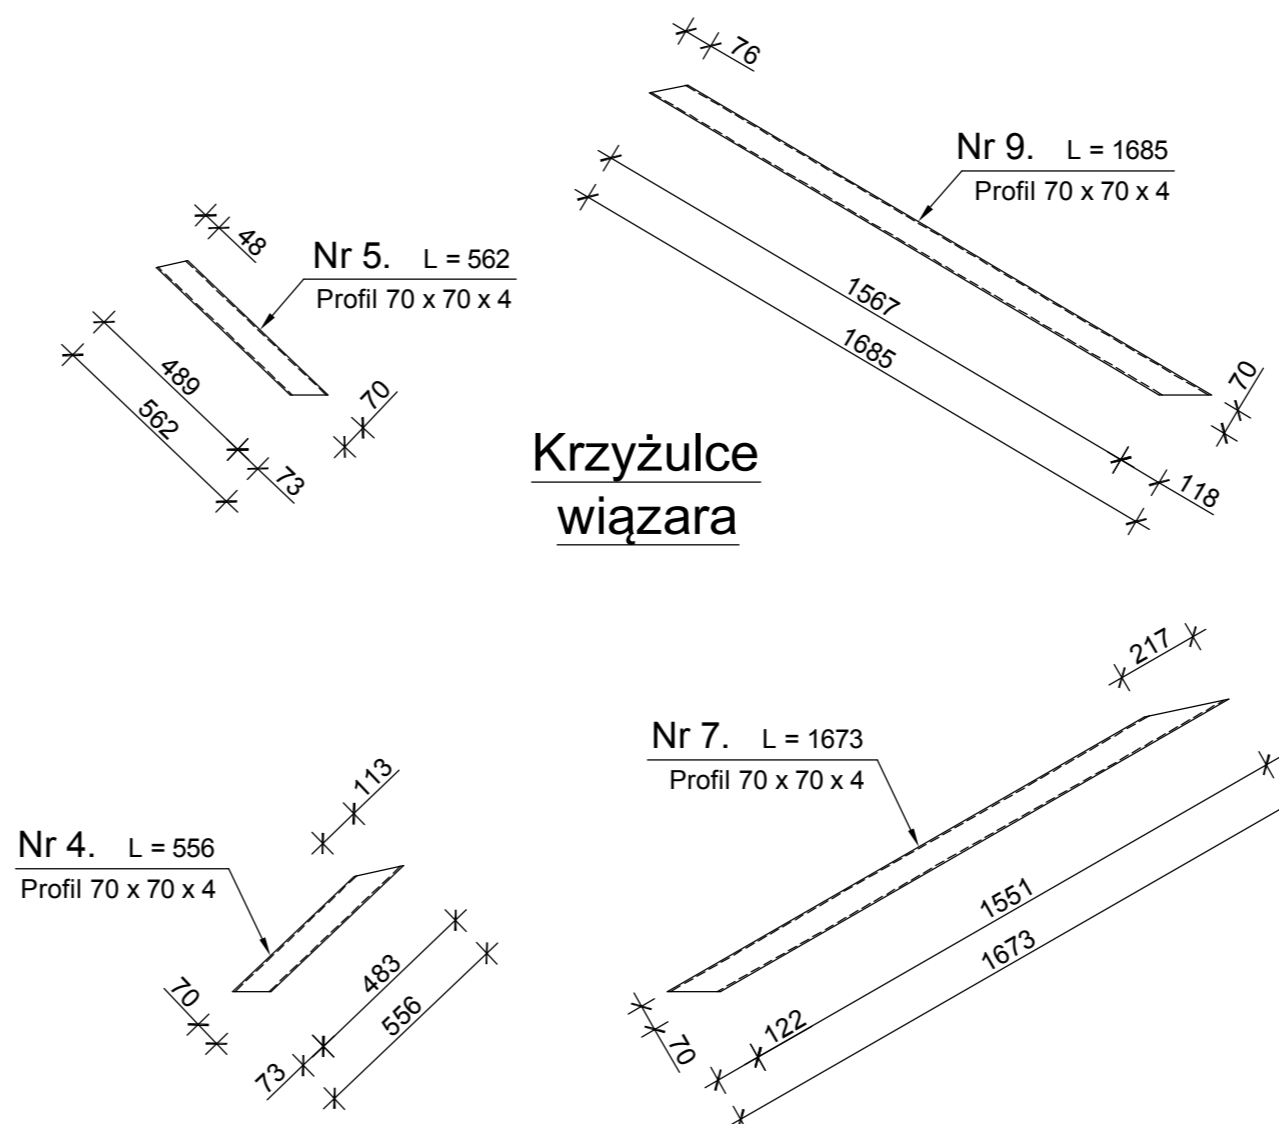 76
Nr 9. L = 1685
Profil 70 x 70 x 4
1567
1685
70
118
48
Nr 5. L = 562
Profil 70 x 70 x 4
489
562
70
73
Krzyżulce
wiązara
113
Nr 4. L = 556
Profil 70 x 70 x 4
70
483
556
73
217
Nr 7. L = 1673
Profil 70 x 70 x 4
1551
1673
122
70